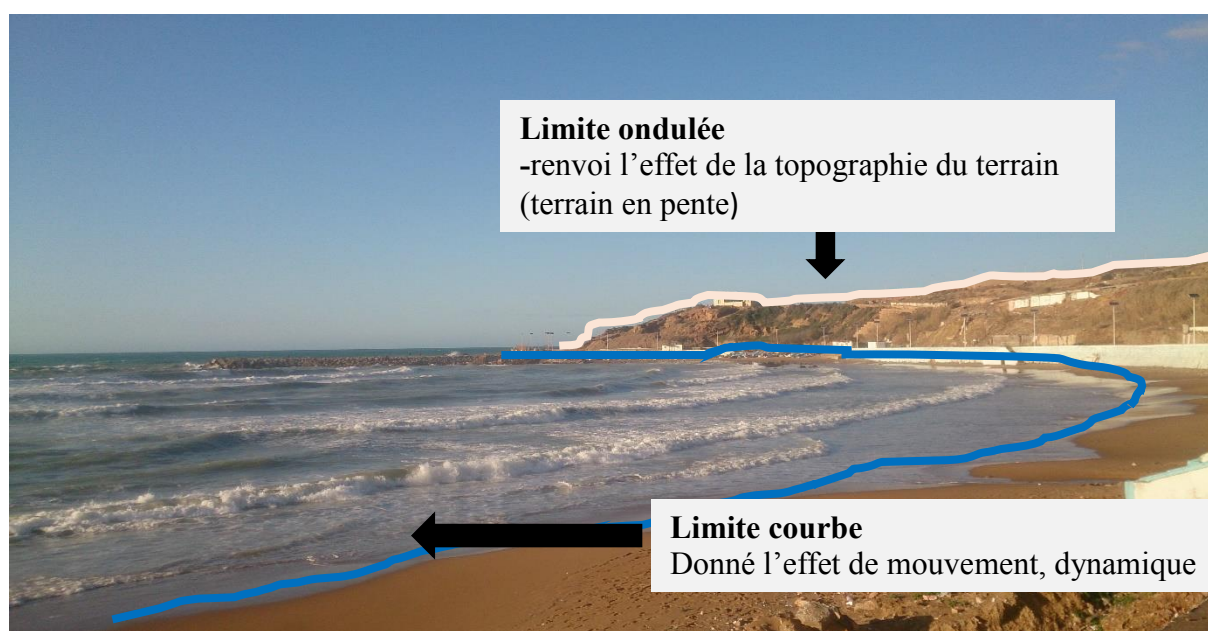 Limite ondulée
-renvoi l’effet de la topographie du terrain
(terrain en pente)
Limite courbe
Donné l’effet de mouvement, dynamique